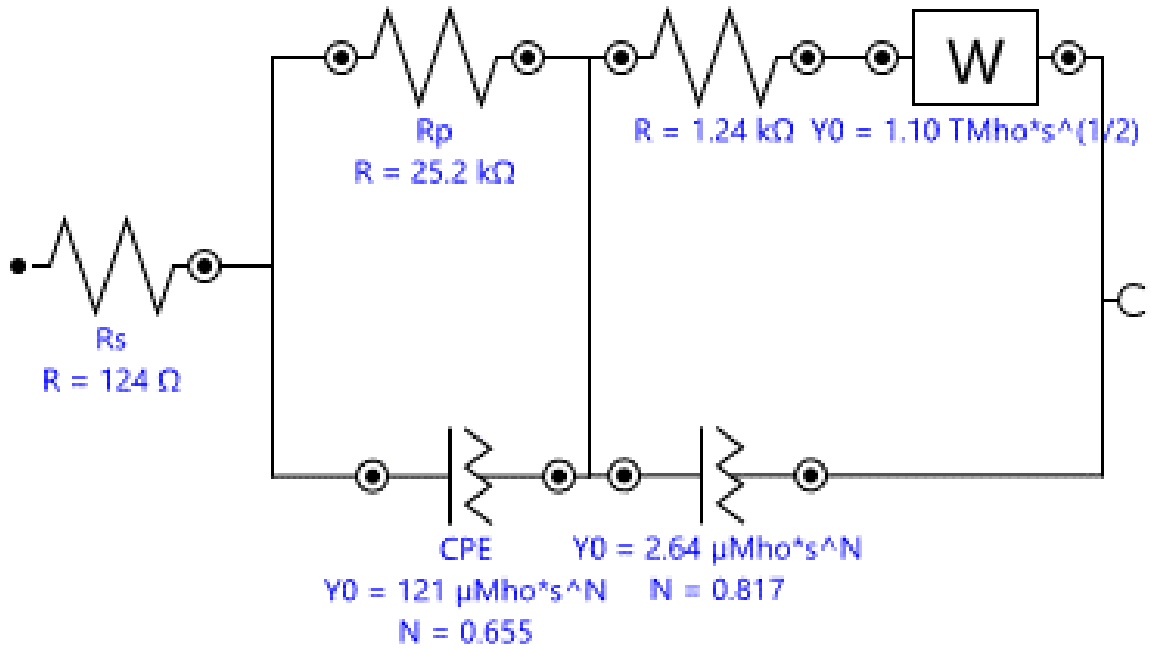 W
Rp
R = 25.2 kΩ
R = 1.24 kΩ
Y0 = 1.10 TMho*s^(1/2)
Rs
R = 124 Ω
CPE
Y0 = 121 µMho*s^N
N = 0.655
Y0 = 2.64 µMho*s^N
N = 0.817